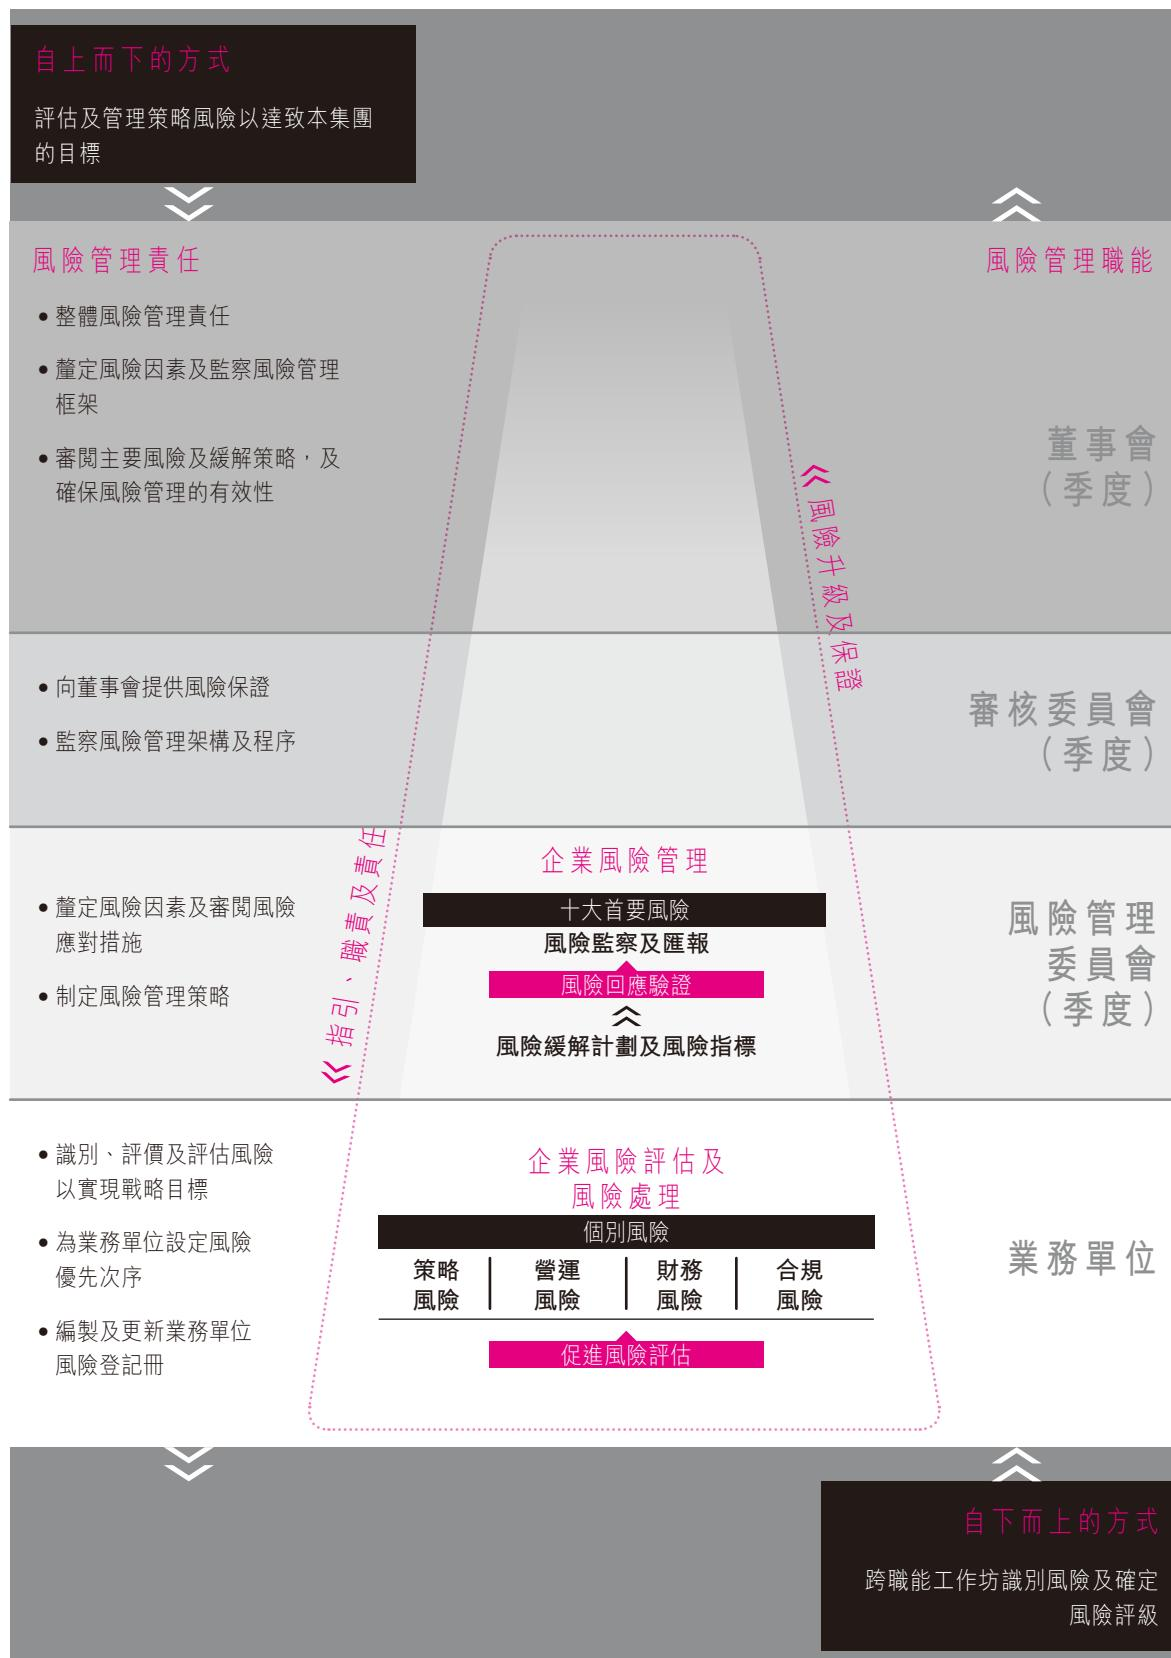 自上而下的方式
評估及管理策略風險以達致本集團
的目標
風險管理責任
風險管理職能
整體風險管理責任
釐定風險因素及監察風險管理
框架
審閱主要風險及緩解策略，及
確保風險管理的有效性
董事會
（季度）
風險升級及保證
向董事會提供風險保證
監察風險管理架構及程序
審核委員會
（季度）
指引、職責及責任
釐定風險因素及審閱風險
應對措施
制定風險管理策略
企業風險管理
十大首要風險
風險監察及匯報
風險回應驗證
風險緩解計劃及風險指標
風險管理
委員會
（季度）
識別、評價及評估風險
以實現戰略目標
為業務單位設定風險
優先次序
編製及更新業務單位
風險登記冊
企業風險評估及
風險處理
個別風險
策略 營運 財務 合規
風險 風險 風險 風險
促進風險評估
業務單位
自下而上的方式
跨職能工作坊識別風險及確定
風險評級